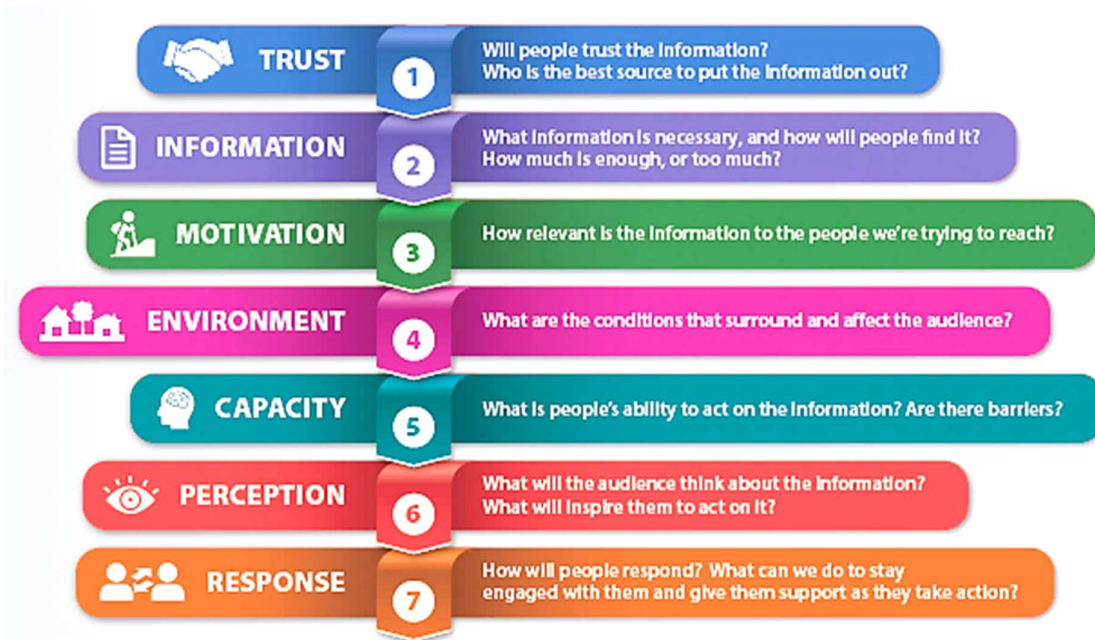 TRUST
1
Will people trust the information?
Who is the best source to put the information out?
INFORMATION
2
What information is necessary, and how will people find it?
How much is enough, or too much?
MOTIVATION
3
How relevant is the information to the people we're trying to reach?
ENVIRONMENT
4
What are the conditions that surround and affect the audience?
CAPACITY
5
What is people's ability to act on the information? Are there barriers?
PERCEPTION
6
What will the audience think about the information?
What will inspire them to act on it?
RESPONSE
7
How will people respond? What can we do to stay
engaged with them and give them support as they take action?